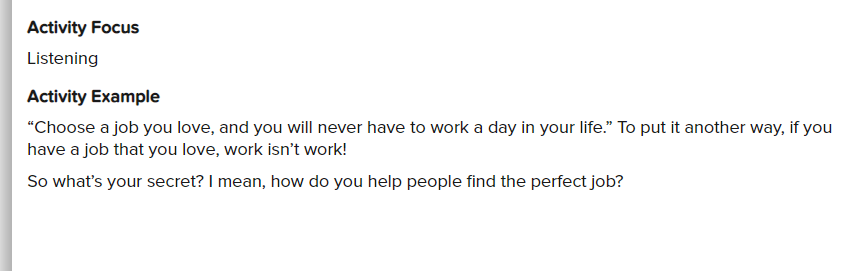 Activity Focus
Listening
Activity Example
“Choose a job you love, and you will never have to work a day in your life.” To put it another way, if you
have a job that you love, work isn’t work!
So what’s your secret? I mean, how do you help people find the perfect job?